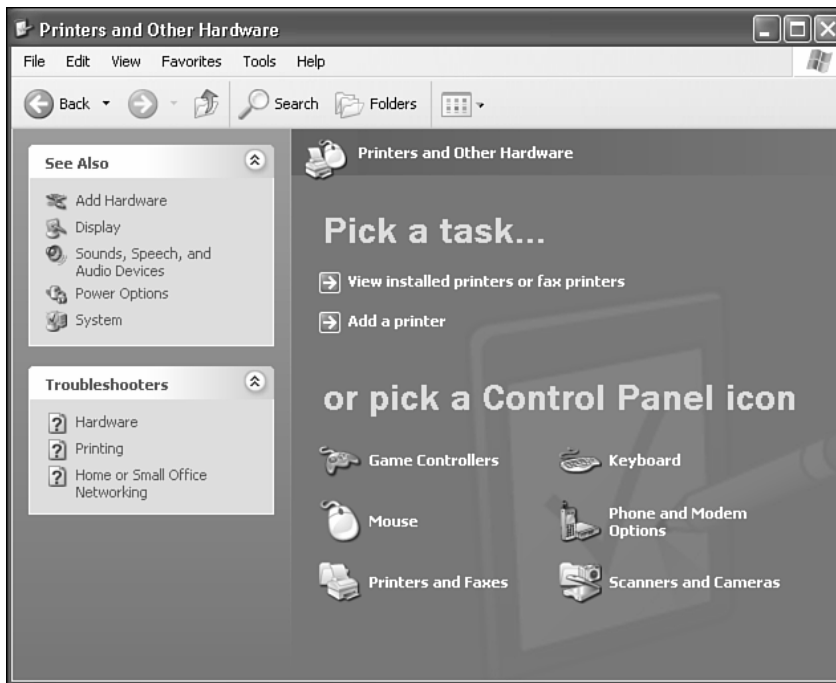 Printers and Other Hardware
File Edit View Favorites Tools Help
Back Search Folders
See Also
Add Hardware
Display
Sounds, Speech, and
Audio Devices
Power Options
System
Troubleshooters
Hardware
Printing
Home or Small Office
Networking
Printers and Other Hardware
Pick a task...
View installed printers or fax printers
Add a printer
or pick a Control Panel icon
Game Controllers
Keyboard
Mouse
Phone and Modem
Options
Printers and Faxes
Scanners and Cameras